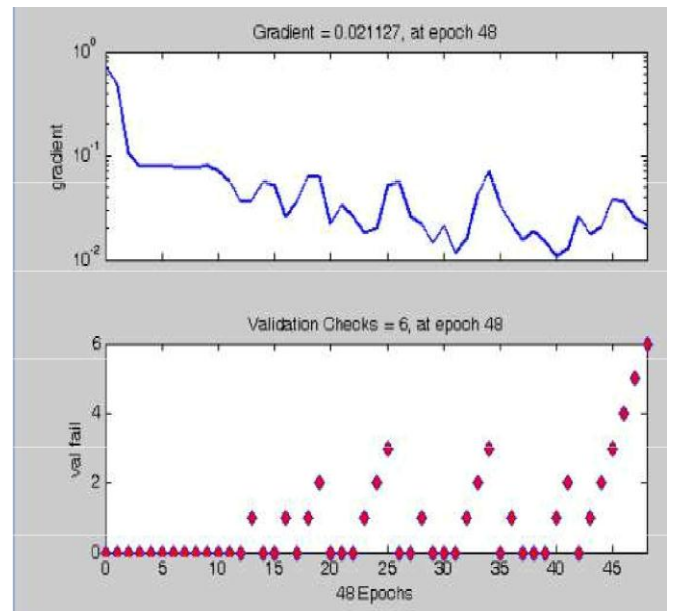 Gradient = 0.021127, at epoch 48
10^0
10^-1
10^-2
gradient
Validation Checks = 6, at epoch 48
6
4
2
0
val fail
0 5 10 15 20 25 30 35 40 45
48 Epochs